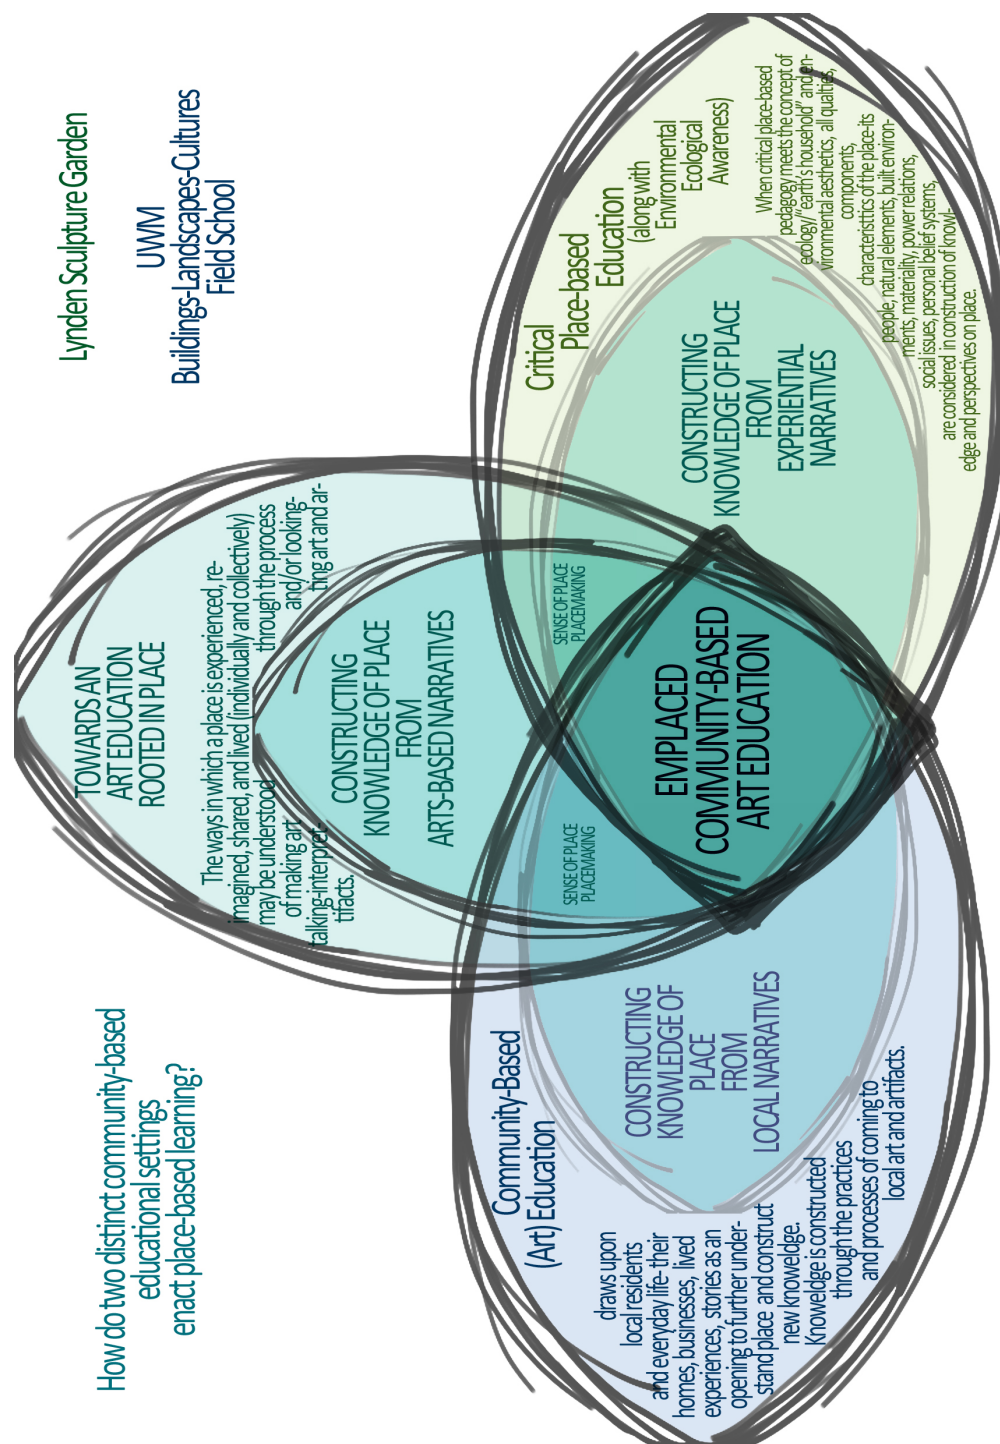 How do two distinct community-based
educational settings
enact place-based learning?
Lynden Sculpture Garden
UWM
Buildings-Landscapes-Cultures
Field School
TOWARDS AN
ART EDUCATION
ROOTED IN PLACE
The ways in which a place is experienced, re-
imagined, shared, and lived (individually and collectively)
may be understood through the process
of making art and/or looking-
talking-interpret- ting art and ar-
tifacts.
CONSTRUCTING
KNOWLEDGE OF PLACE
FROM
ARTS-BASED NARRATIVES
Community-Based
(Art) Education
draws upon
local residents
and everyday life- their
homes, businesses, lived
experiences, stories as an
opening to further under-
stand place and construct
new knowledge.
Knoweldge is constructed
through the practices
and processes of coming to
local art and artifacts.
CONSTRUCTING
KNOWLEDGE OF
PLACE
FROM
LOCAL NARRATIVES
SENSE OF PLACE
PLACEMAKING
SENSE OF PLACE
PLACEMAKING
EMPLACED
COMMUNITY-BASED
ART EDUCATION
CONSTRUCTING
KNOWLEDGE OF PLACE
FROM
EXPERIENTIAL
NARRATIVES
Critical
Place-based
Education
(along with
Environmental
Ecological
Awareness)
When critical place-based
pedagogy meets the concept of
ecology/"earth's household" and en-
vironmental aesthetics, all qualties,
components,
characterisitics of the place-its
people, natural elements, built environ-
ments, materiality, power relations,
social issues, personal belief systems,
are considered in construction of knowl-
edge and perspectives on place.